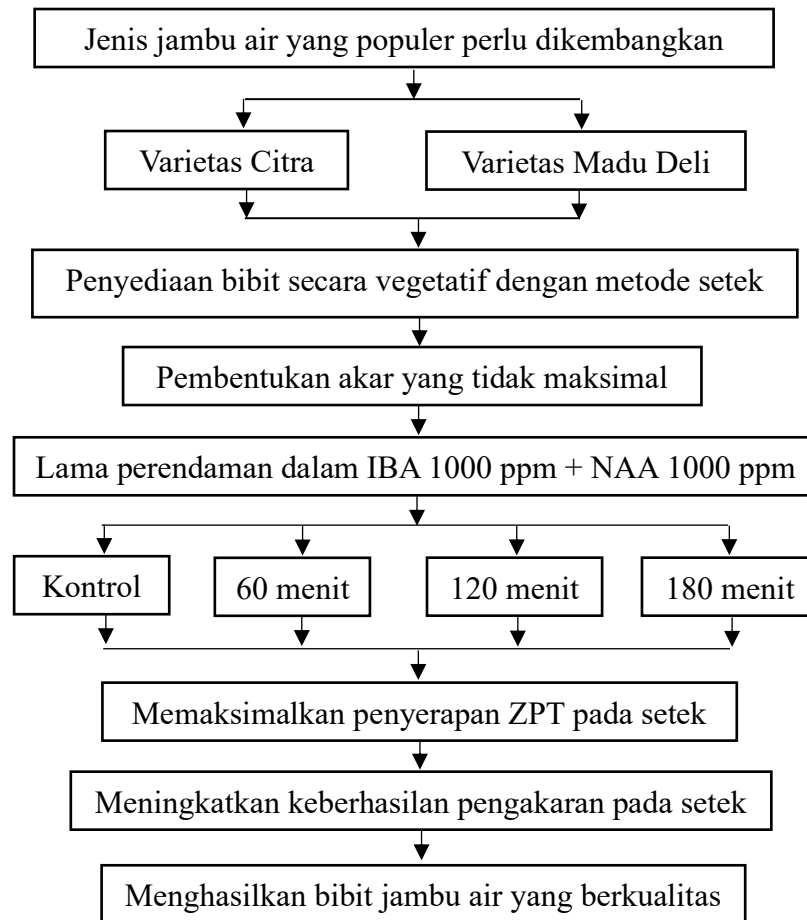 Jenis jambu air yang populer perlu dikembangkan
Varietas Citra
Varietas Madu Deli
Penyediaan bibit secara vegetatif dengan metode setek
Pembentukan akar yang tidak maksimal
Lama perendaman dalam IBA 1000 ppm + NAA 1000 ppm
Kontrol
60 menit
120 menit
180 menit
Memaksimalkan penyerapan ZPT pada setek
Meningkatkan keberhasilan pengakaran pada setek
Menghasilkan bibit jambu air yang berkualitas